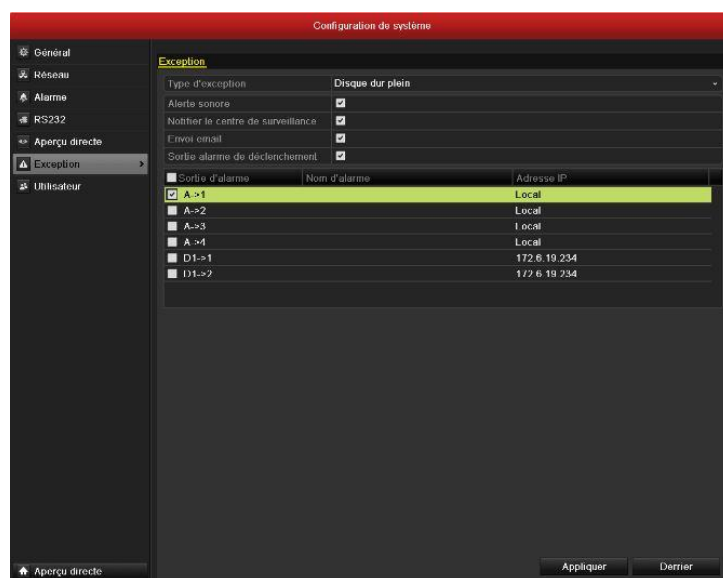 Configuration de système
Général
Réseau
Alarme
RS232
Aperçu directe
Exception
Utilisateur
Exception
Type d'exception Disque dur plein
Alerte sonore
Notifier le centre de surveillance
Envoi email
Sortie alarme de déclenchement
Sortie d'alarme Nom d'alarme Adresse IP
A->1 Local
A->2 Local
A->3 Local
A->4 Local
D1->1 172.6.19.234
D1->2 172.6.19.234
Aperçu directe
Appliquer Derrier